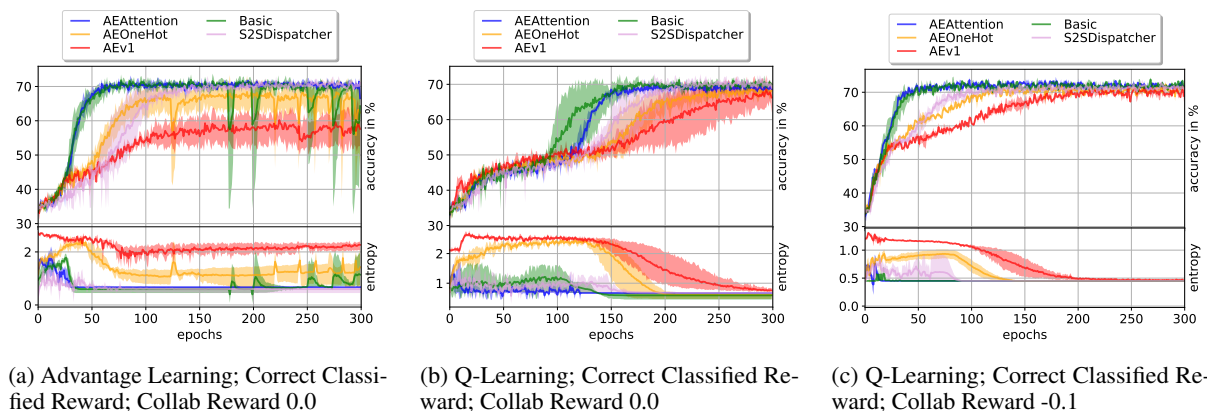 AEAttention
AEOneHot
AEv1
Basic
S2SDispatcher
70
60
50
40
30
accuracy in %
2
0
entropy
0
50
100
150
200
250
300
epochs
(a) Advantage Learning; Correct Classi-
fied Reward; Collab Reward 0.0
AEAttention
AEOneHot
AEv1
Basic
S2SDispatcher
70
60
50
40
30
accuracy in %
2
1
entropy
0
50
100
150
200
250
300
epochs
(b) Q-Learning; Correct Classified Re-
ward; Collab Reward 0.0
AEAttention
AEOneHot
AEv1
Basic
S2SDispatcher
70
60
50
40
30
accuracy in %
1.0
0.5
0.0
entropy
0
50
100
150
200
250
300
epochs
(c) Q-Learning; Correct Classified Re-
ward; Collab Reward -0.1